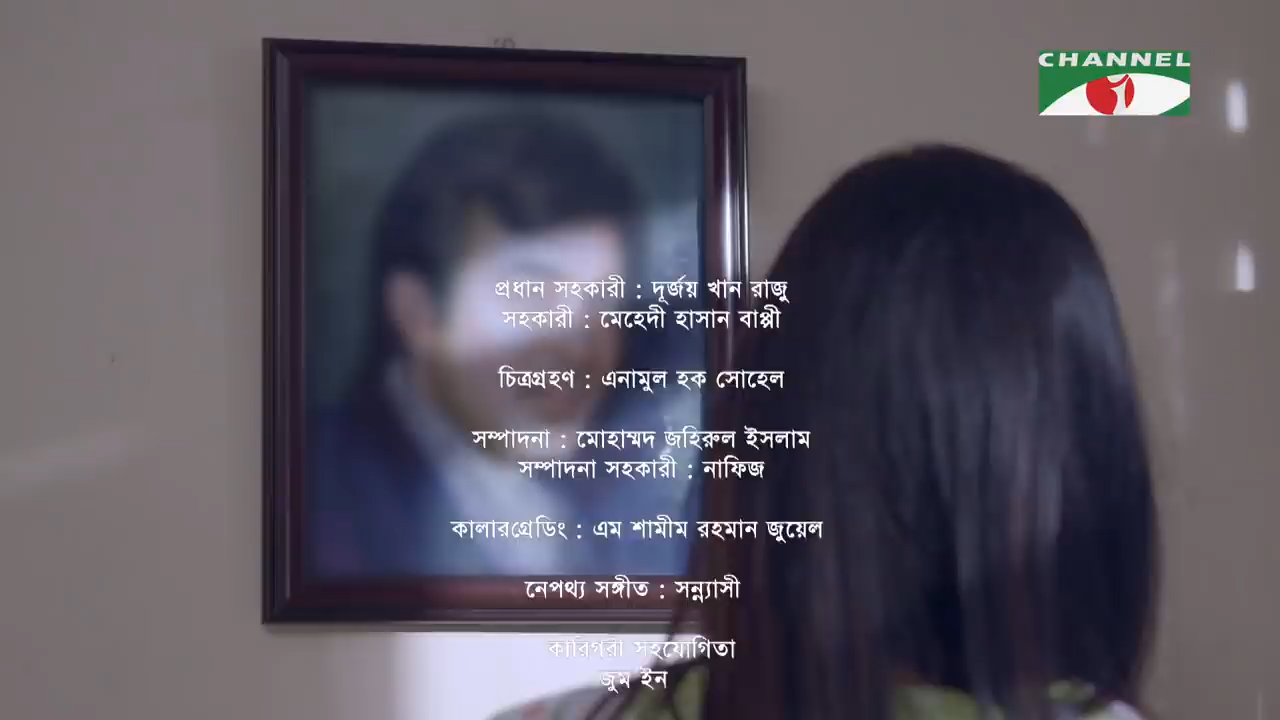 CHANNEL
প্রধান সহকারী : দূর্জয় খান রাজু
সহকারী : মেহেদী হাসান বাপ্পী
চিত্রগ্রহণ : এনামুল হক সোহেল
সম্পাদনা : মোহাম্মদ জহিরুল ইসলাম
সম্পাদনা সহকারী : নাফিজ
কালারগ্রেডিং : এম শামীম রহমান জুয়েল
নেপথ্য সঙ্গীত : সন্ন্যাসী
কারিগরী সহযোগিতা
জুম ইন